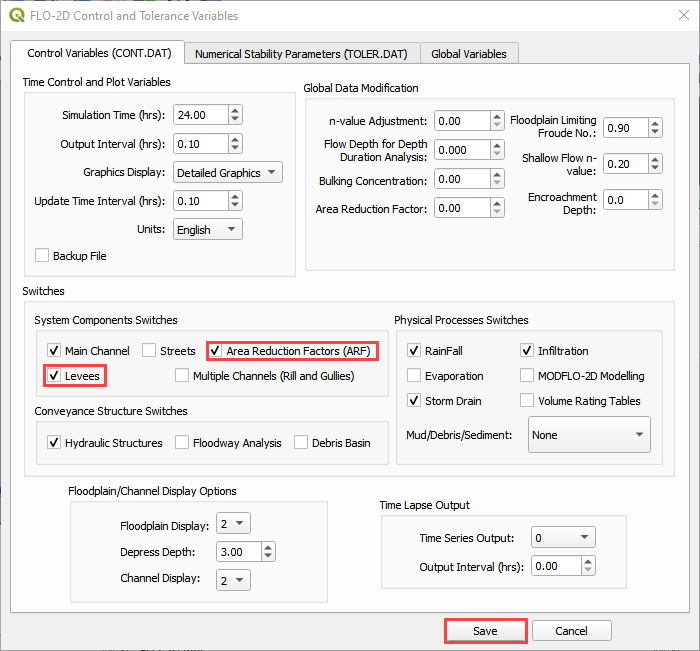 FLO-2D Control and Tolerance Variables
Control Variables (CONT.DAT)
Numerical Stability Parameters (TOLER.DAT)
Global Variables
Time Control and Plot Variables
Simulation Time (hrs): 24.00
Output Interval (hrs): 0.10
Graphics Display: Detailed Graphics
Update Time Interval (hrs): 0.10
Units: English
Backup File
Global Data Modification
n-value Adjustment: 0.00
Flow Depth for Depth
Duration Analysis: 0.000
Bulking Concentration: 0.00
Area Reduction Factor: 0.00
Floodplain Limiting
Froude No.: 0.90
Shallow Flow n-
value: 0.20
Encroachment
Depth: 0.0
Switches
System Components Switches
Main Channel
Streets
Area Reduction Factors (ARF)
Levees
Multiple Channels (Rill and Gullies)
Conveyance Structure Switches
Hydraulic Structures
Floodway Analysis
Debris Basin
Physical Processes Switches
RainFall
Infiltration
Evaporation
MODFLO-2D Modelling
Storm Drain
Volume Rating Tables
Mud/Debris/Sediment: None
Floodplain/Channel Display Options
Floodplain Display: 2
Depress Depth: 3.00
Channel Display: 2
Time Lapse Output
Time Series Output: 0
Output Interval (hrs): 0.00
Save
Cancel